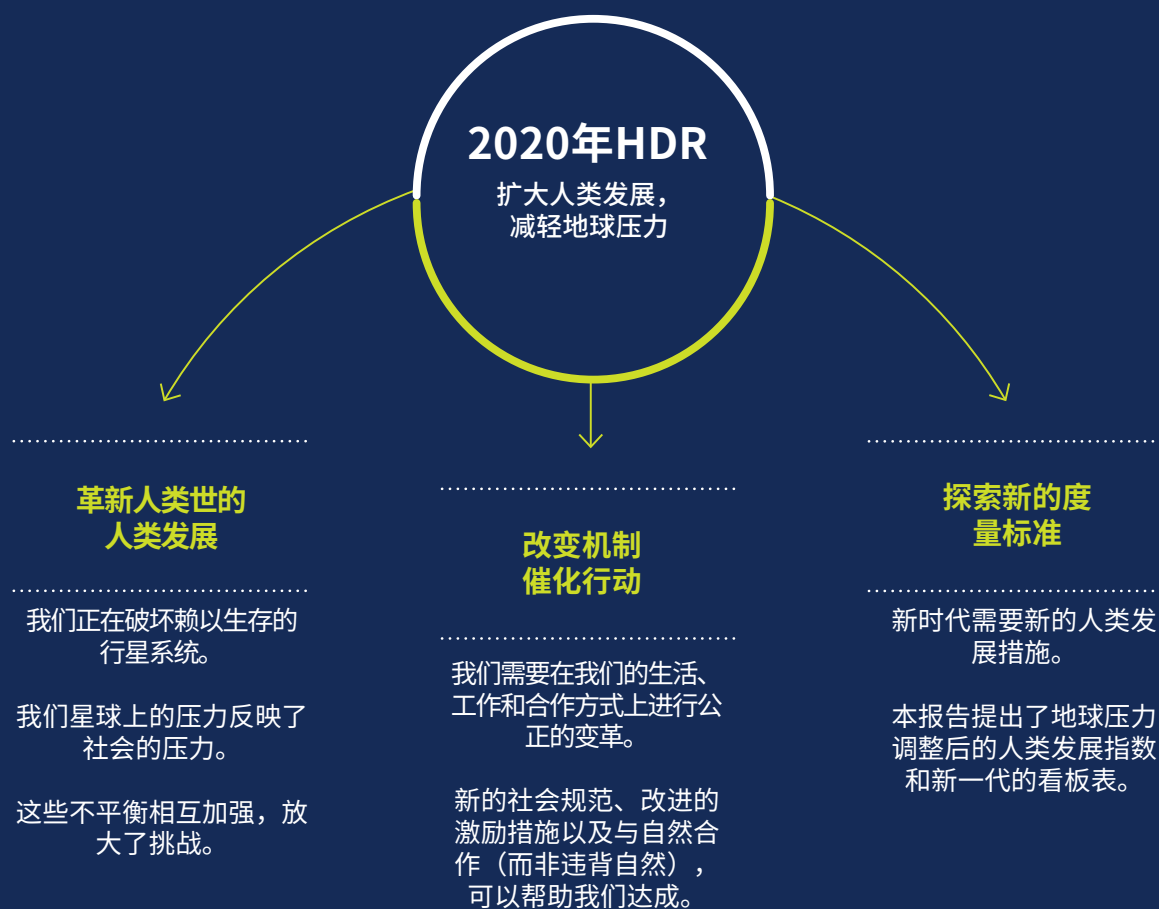 2020年HDR
扩大人类发展，
减轻地球压力
革新人类世的
人类发展
我们正在破坏赖以生存的
行星系统。
我们星球上的压力反映了
社会的压力。
这些不平衡相互加强，放
大了挑战。
改变机制
催化行动
我们需要在我们的生活、
工作和合作方式上进行公
正的变革。
新的社会规范、改进的
激励措施以及与自然合
作（而非违背自然），
可以帮助我们达成。
探索新的度
量标准
新时代需要新的人类发
展措施。
本报告提出了地球压力
调整后的人类发展指数
和新一代的看板表。